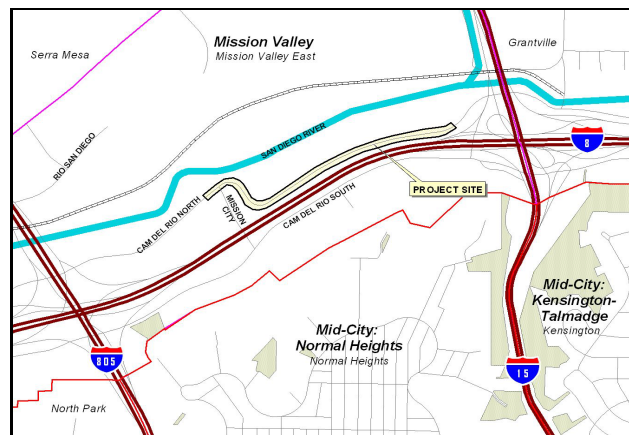 Mission Valley
Mission Valley East
Serra Mesa
Grantville
RIO SAN DIEGO
SAN DIEGO RIVER
8
PROJECT SITE
CAM DEL RIO NORTH
MISSION
CITY
CAM DEL RIO SOUTH
Mid-City:
Kensington-
Talmadge
Kensington
Mid-City:
Normal Heights
Normal Heights
805
15
North Park